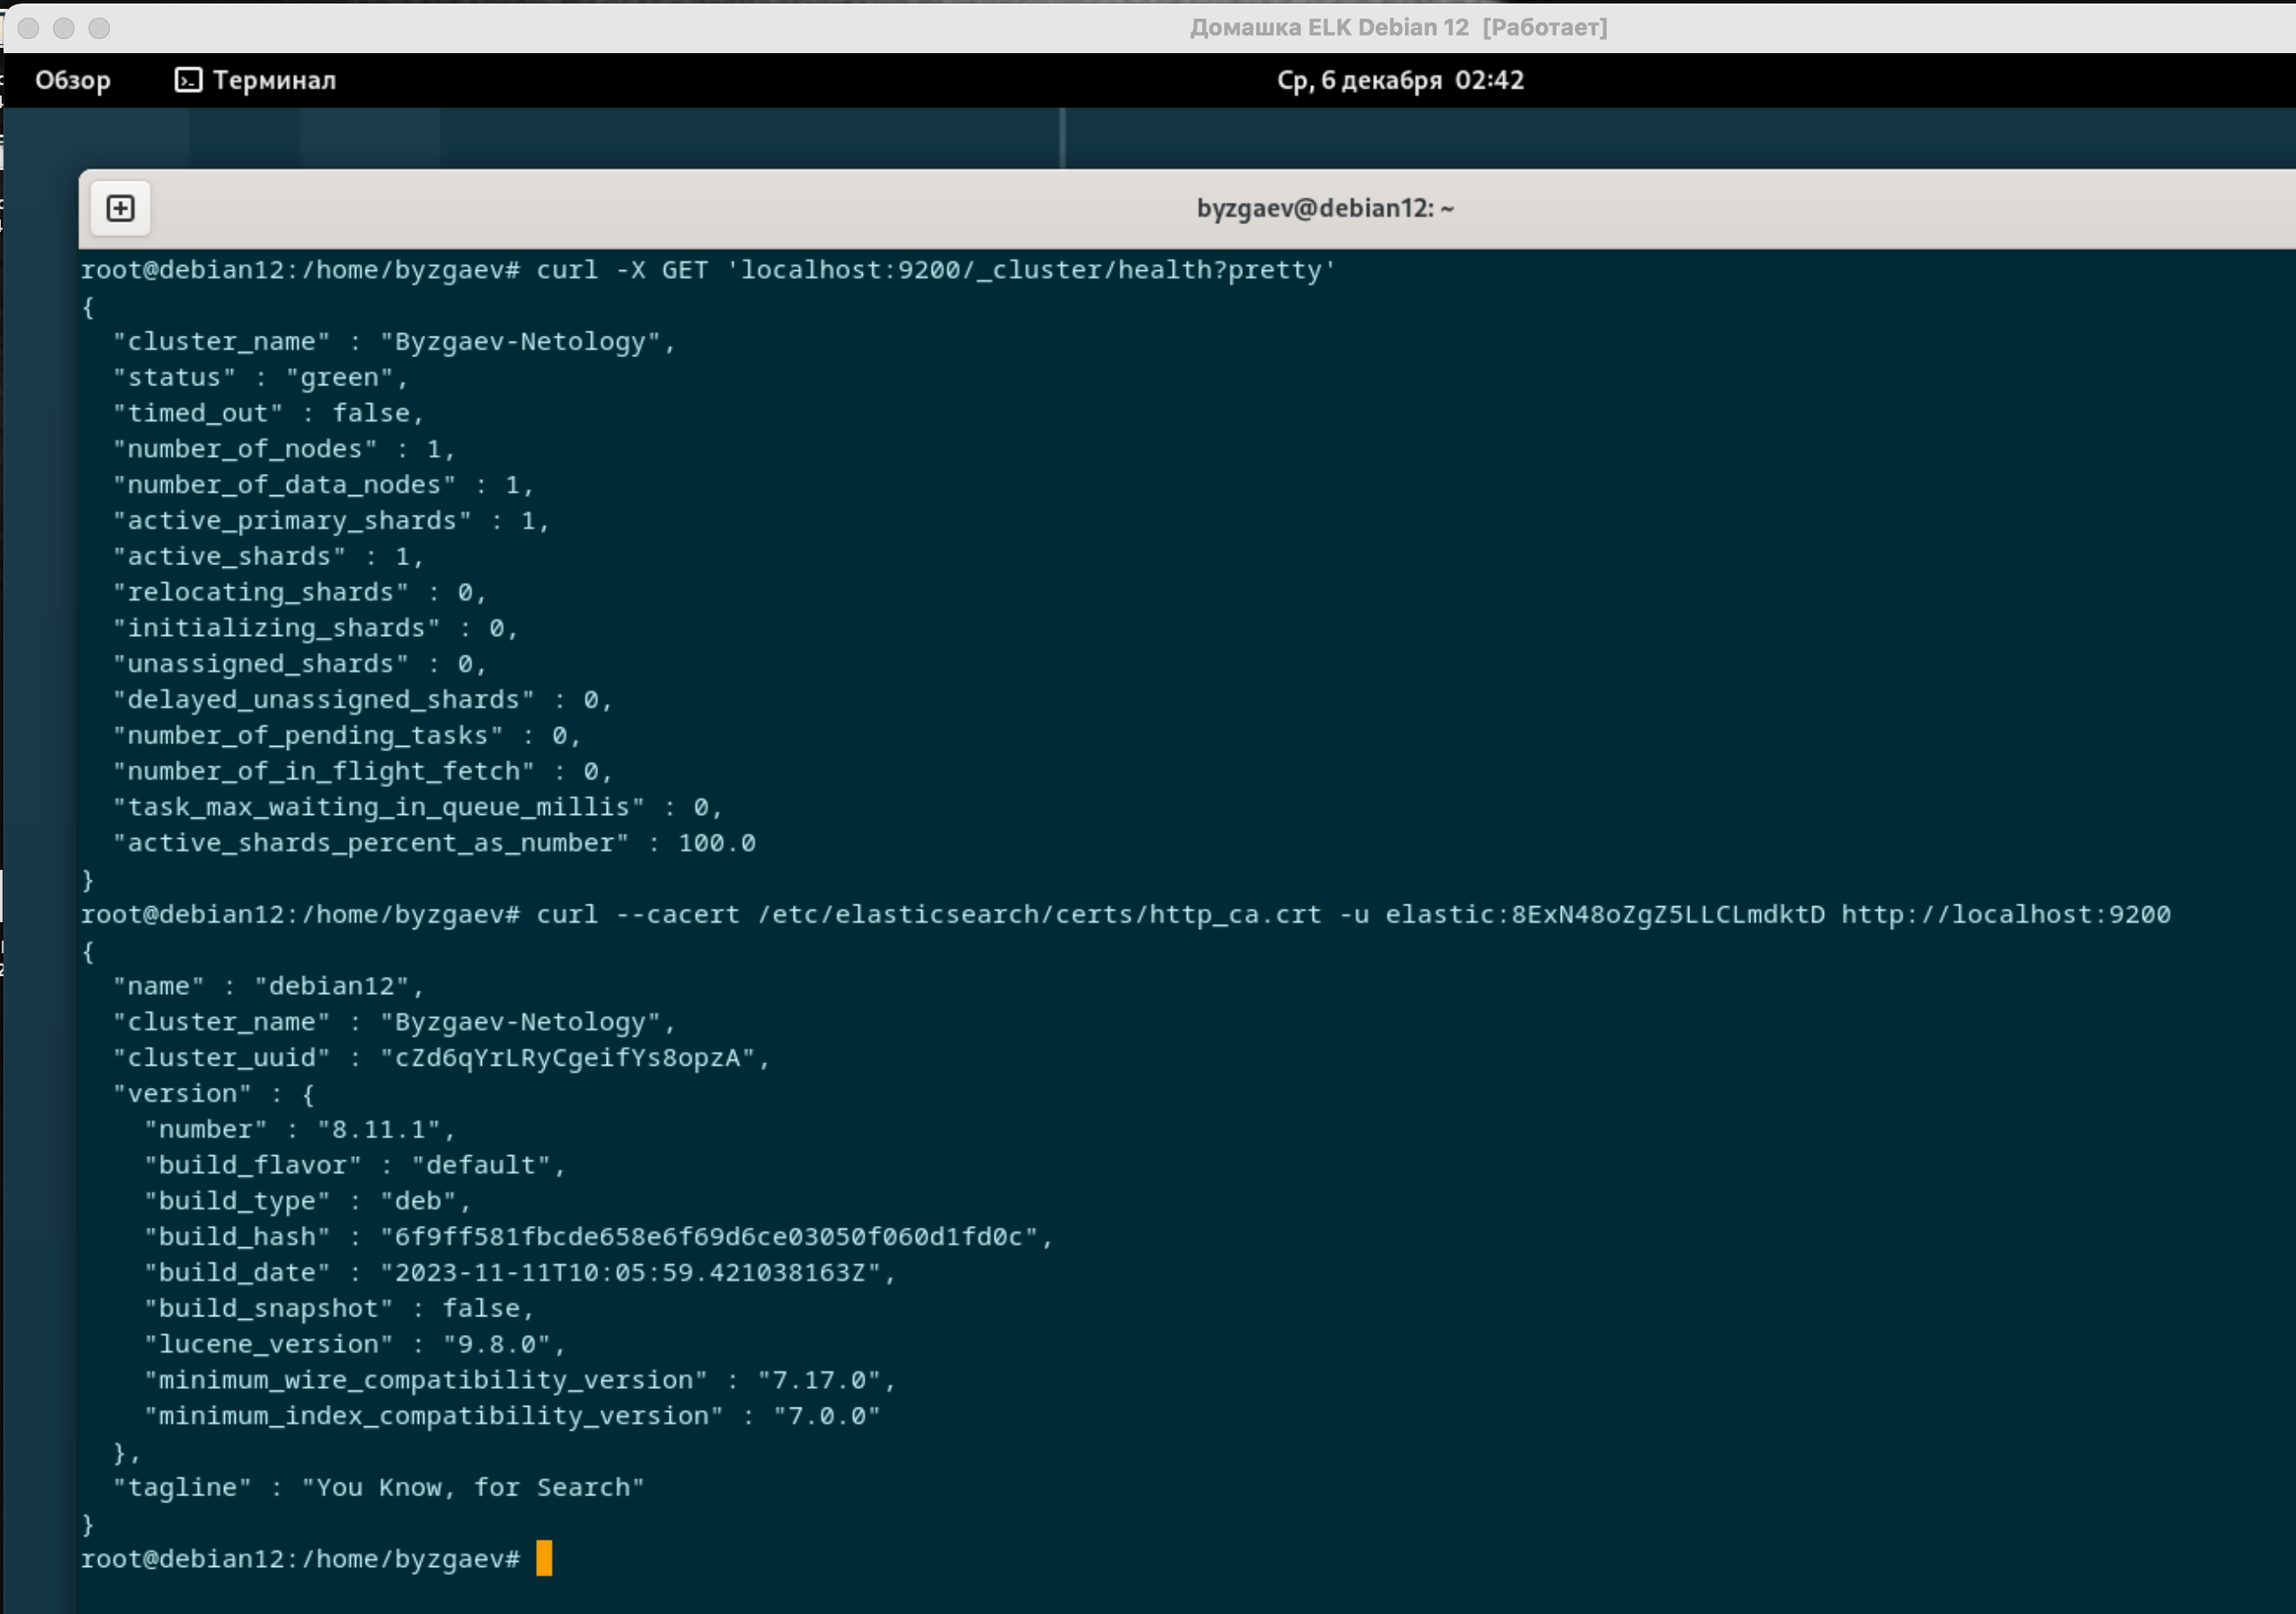 Домашка ELK Debian 12 [Работает]
Обзор Терминал Ср, 6 декабря 02:42
byzgaev@debian12: ~
root@debian12:/home/byzgaev# curl -X GET 'localhost:9200/_cluster/health?pretty'
{
  "cluster_name" : "Byzgaev-Netology",
  "status" : "green",
  "timed_out" : false,
  "number_of_nodes" : 1,
  "number_of_data_nodes" : 1,
  "active_primary_shards" : 1,
  "active_shards" : 1,
  "relocating_shards" : 0,
  "initializing_shards" : 0,
  "unassigned_shards" : 0,
  "delayed_unassigned_shards" : 0,
  "number_of_pending_tasks" : 0,
  "number_of_in_flight_fetch" : 0,
  "task_max_waiting_in_queue_millis" : 0,
  "active_shards_percent_as_number" : 100.0
}
root@debian12:/home/byzgaev# curl --cacert /etc/elasticsearch/certs/http_ca.crt -u elastic:8ExN48oZgZ5LLCLmdktD http://localhost:9200
{
  "name" : "debian12",
  "cluster_name" : "Byzgaev-Netology",
  "cluster_uuid" : "cZd6qYrLRyCgeifYs8opzA",
  "version" : {
    "number" : "8.11.1",
    "build_flavor" : "default",
    "build_type" : "deb",
    "build_hash" : "6f9ff581fbcde658e6f69d6ce03050f060d1fd0c",
    "build_date" : "2023-11-11T10:05:59.421038163Z",
    "build_snapshot" : false,
    "lucene_version" : "9.8.0",
    "minimum_wire_compatibility_version" : "7.17.0",
    "minimum_index_compatibility_version" : "7.0.0"
  },
  "tagline" : "You Know, for Search"
}
root@debian12:/home/byzgaev#